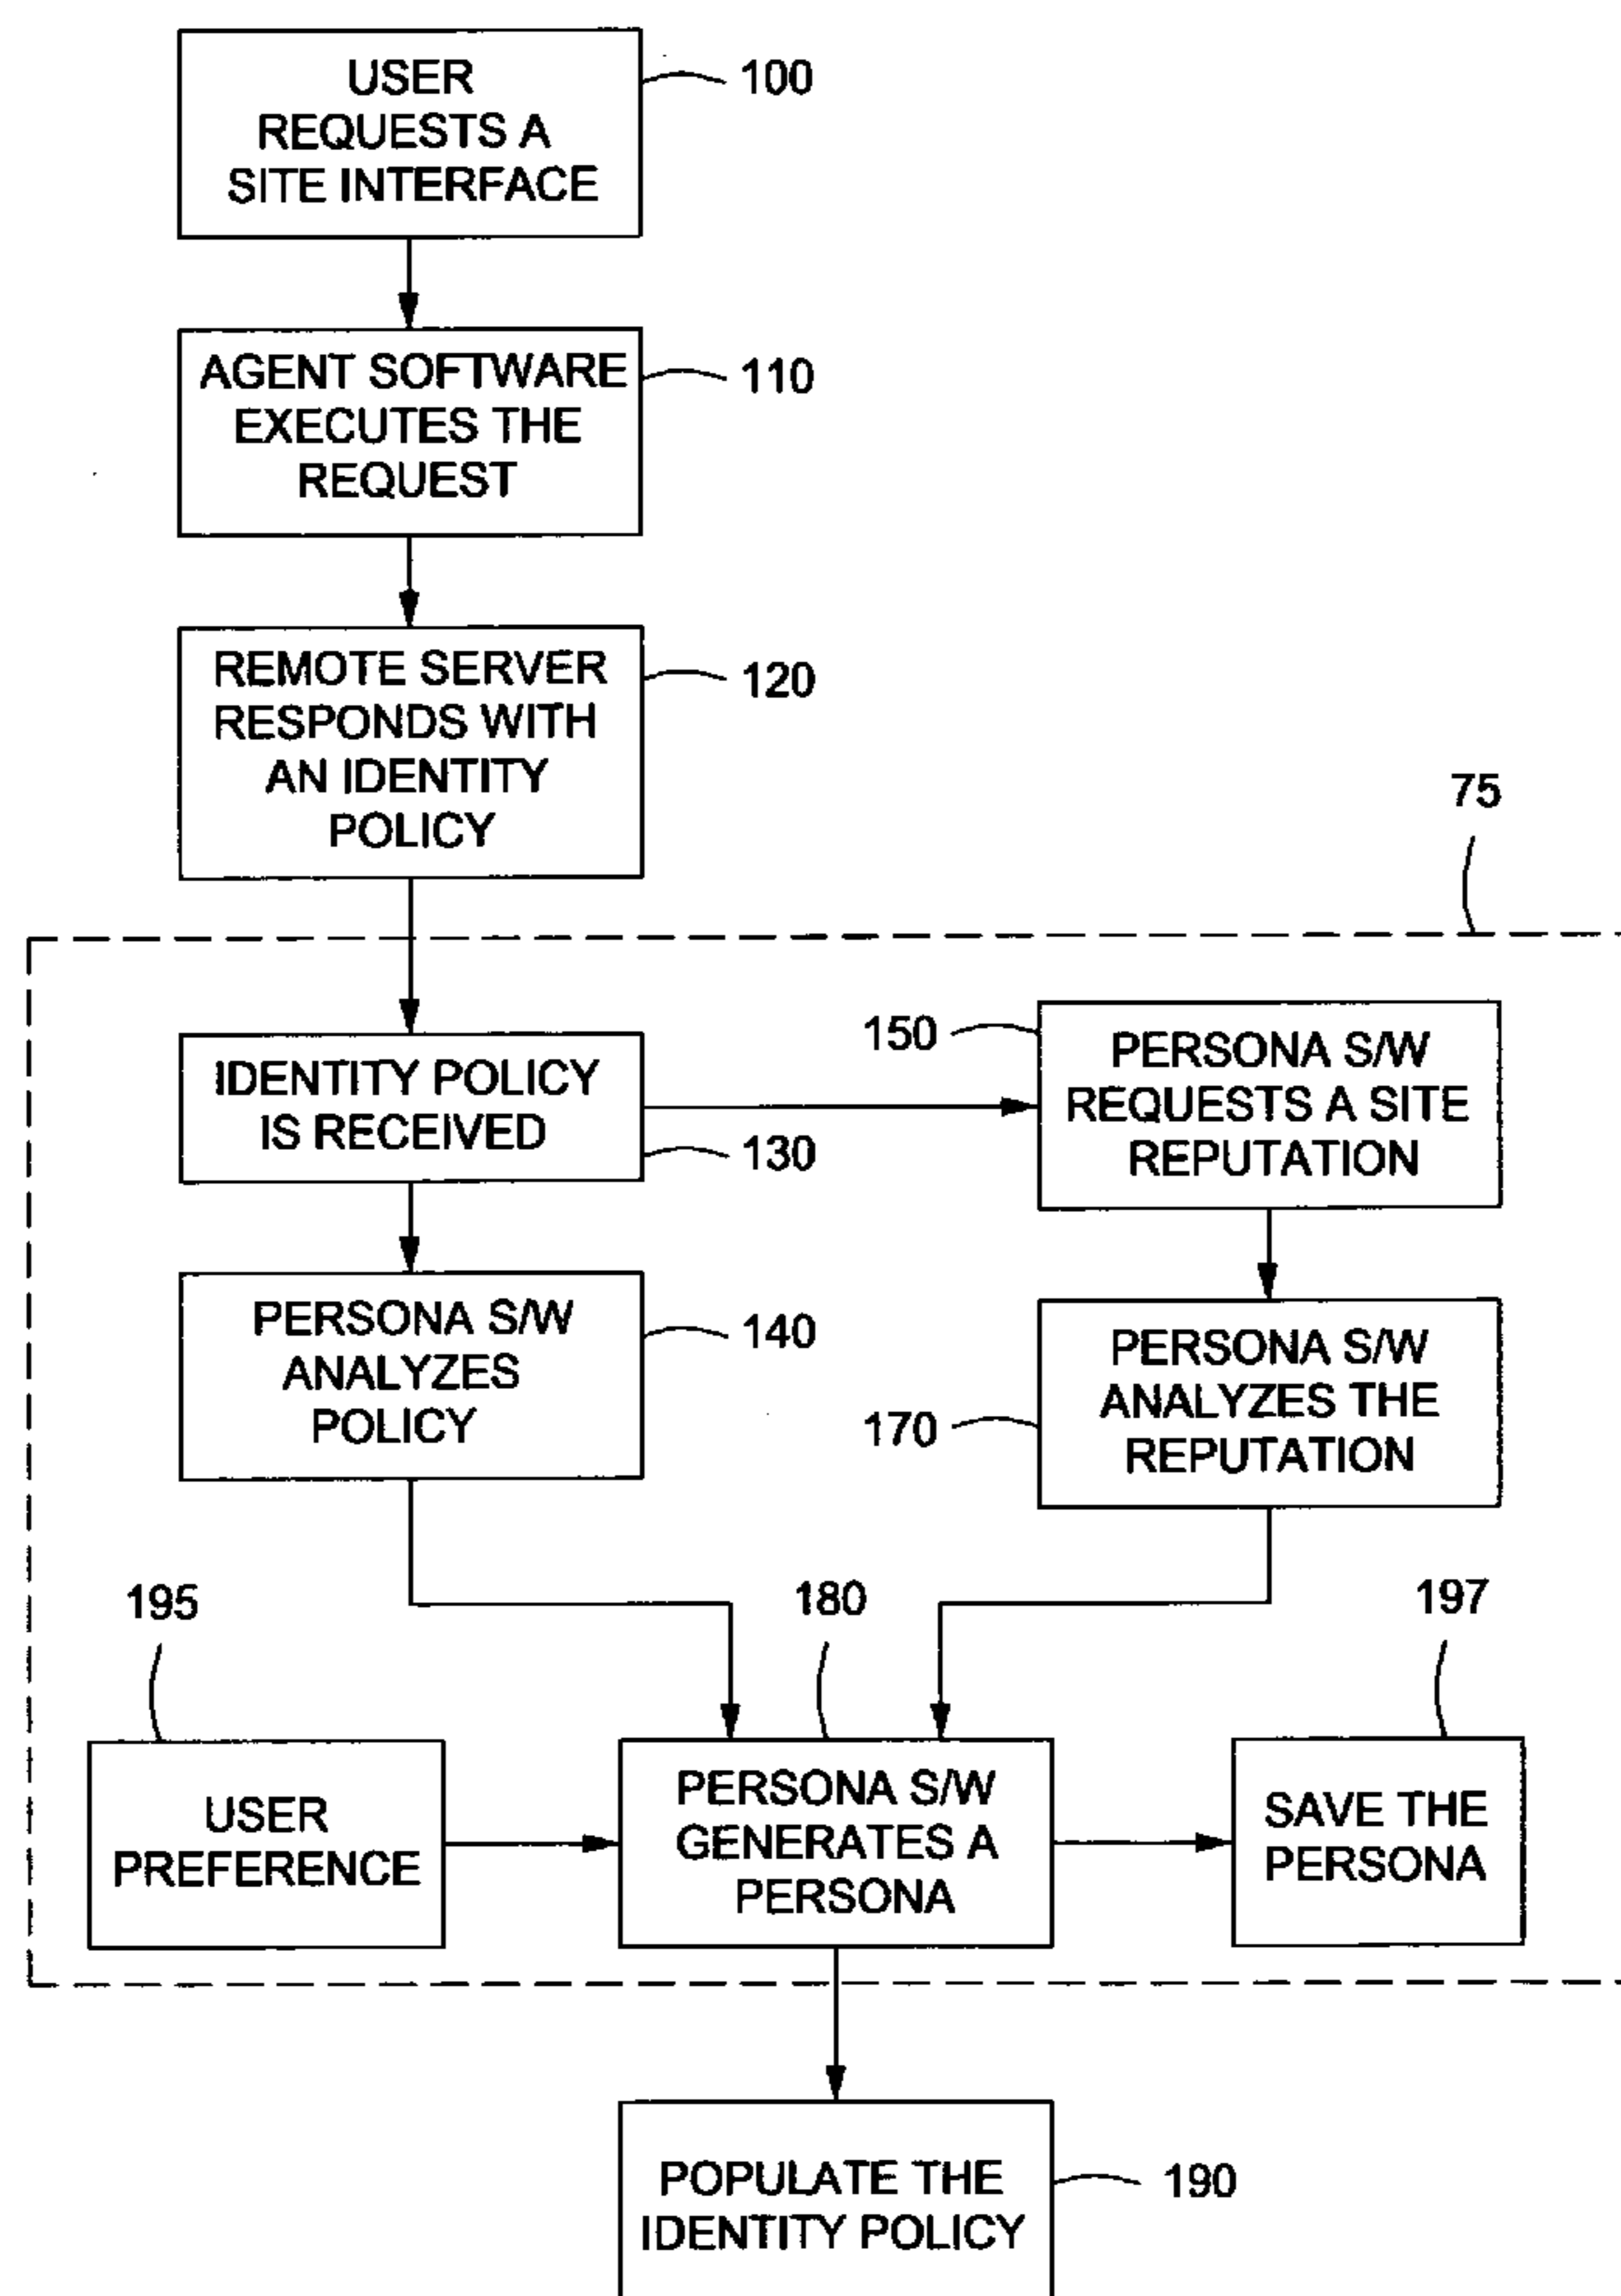 USER
REQUESTS A
SITE INTERFACE
100
AGENT SOFTWARE
EXECUTES THE
REQUEST
110
REMOTE SERVER
RESPONDS WITH
AN IDENTITY
POLICY
120
75
IDENTITY POLICY
IS RECEIVED
130
150
PERSONA S/W
REQUESTS A SITE
REPUTATION
PERSONA S/W
ANALYZES
POLICY
140
170
PERSONA S/W
ANALYZES THE
REPUTATION
195
USER
PREFERENCE
180
PERSONA S/W
GENERATES A
PERSONA
197
SAVE THE
PERSONA
POPULATE THE
IDENTITY POLICY
190